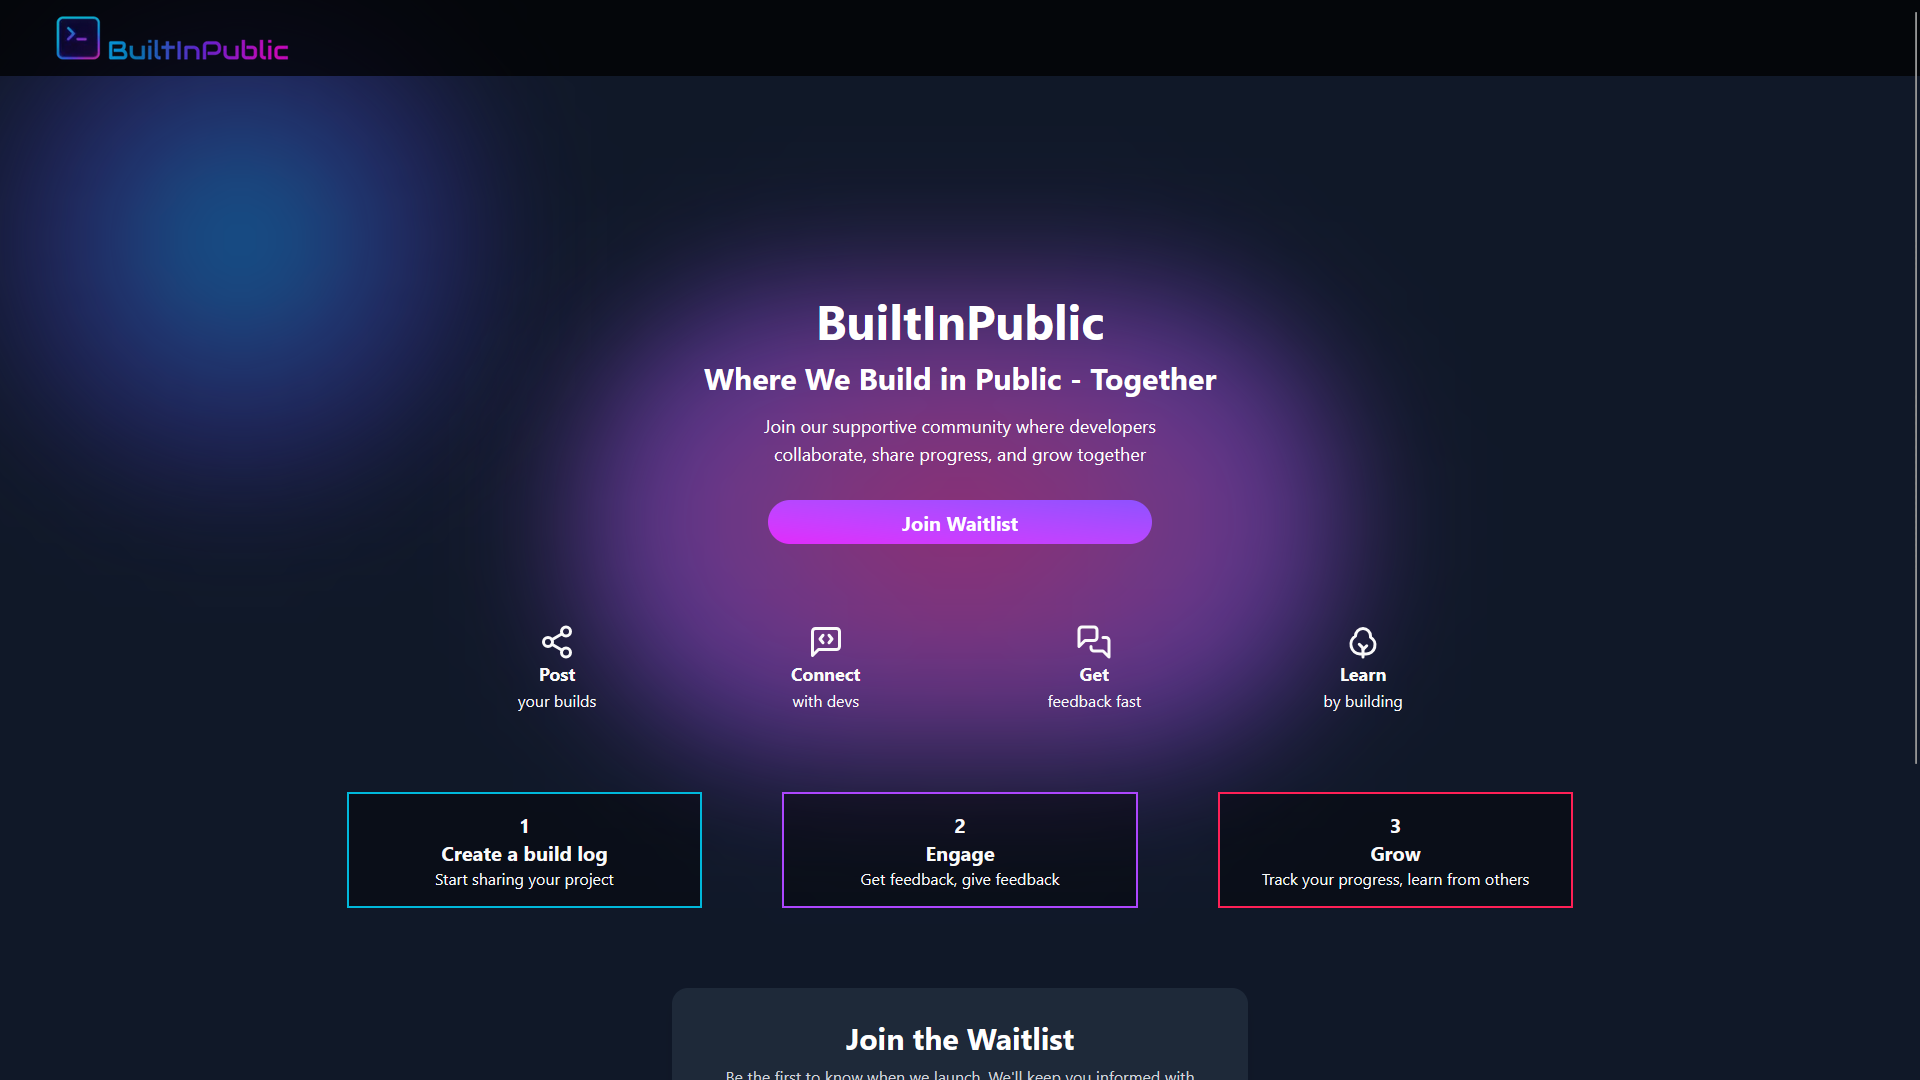 BuiltInPublic
BuiltInPublic
Where We Build in Public - Together
Join our supportive community where developers
collaborate, share progress, and grow together
Join Waitlist
Post
your builds
Connect
with devs
Get
feedback fast
Learn
by building
1
Create a build log
Start sharing your project
2
Engage
Get feedback, give feedback
3
Grow
Track your progress, learn from others
Join the Waitlist
Be the first to know when we launch. We'll keep you informed with